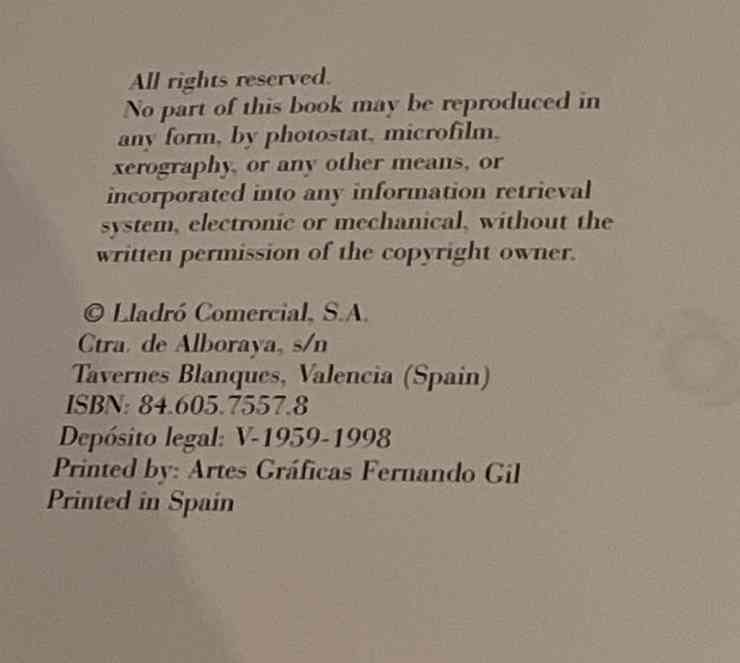 All rights reserved.
No part of this book may be reproduced in
any form, by photostat, microfilm,
xerography, or any other means, or
incorporated into any information retrieval
system, electronic or mechanical, without the
written permission of the copyright owner.
© Lladró Comercial, S.A.
Ctra. de Alboraya, s/n
Tavernes Blanques, Valencia (Spain)
ISBN: 84.605.7557.8
Depósito legal: V-1959-1998
Printed by: Artes Gráficas Fernando Gil
Printed in Spain